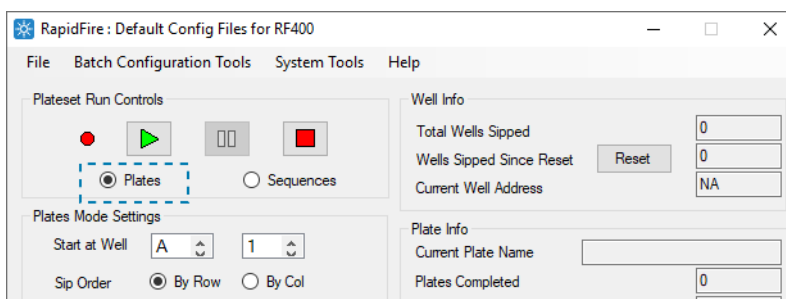 RapidFire : Default Config Files for RF400
File Batch Configuration Tools System Tools Help
Plateset Run Controls
Plates Sequences
Plates Mode Settings
Start at Well A 1
Sip Order By Row By Col
Well Info
Total Wells Sipped 0
Wells Sipped Since Reset Reset 0
Current Well Address NA
Plate Info
Current Plate Name
Plates Completed 0